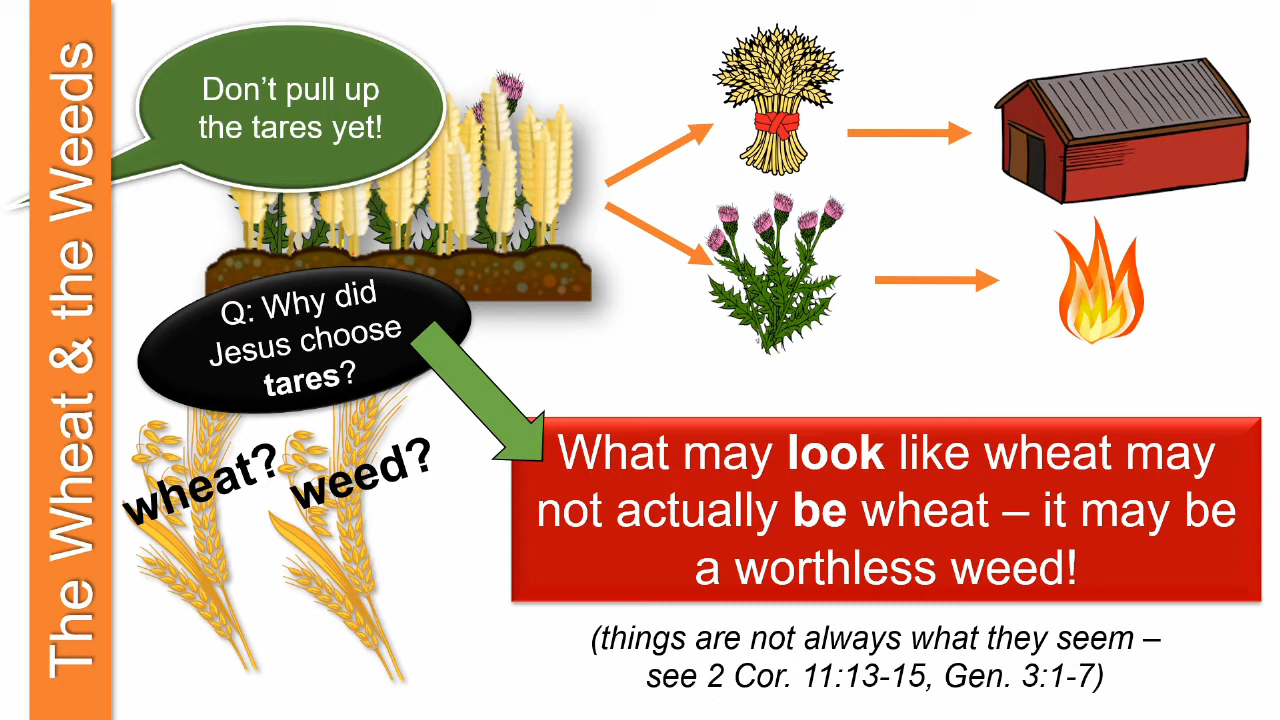 The Wheat & the Weeds
Don’t pull up
the tares yet!
Q: Why did
Jesus choose
tares?
wheat?
weed?
What may look like wheat may
not actually be wheat – it may be
a worthless weed!
(things are not always what they seem –
see 2 Cor. 11:13-15, Gen. 3:1-7)